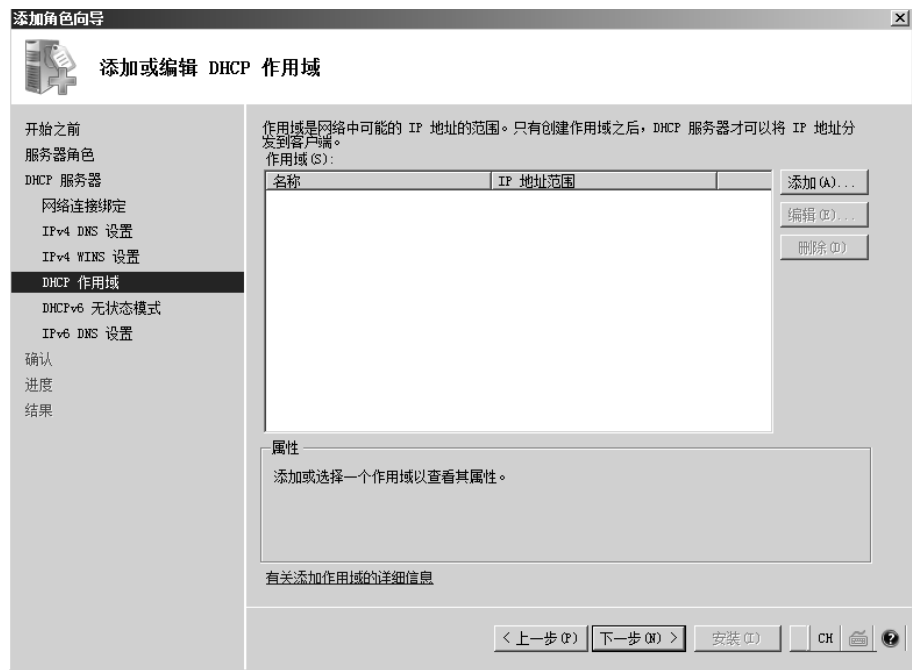 添加角色向导
添加或编辑 DHCP 作用域
开始之前
服务器角色
DHCP 服务器
网络连接绑定
IPv4 DNS 设置
IPv4 WINS 设置
DHCP 作用域
DHCPv6 无状态模式
IPv6 DNS 设置
确认
进度
结果
作用域是网络中可能的 IP 地址的范围。只有创建作用域之后，DHCP 服务器才可以将 IP 地址分
发到客户端。
作用域(S):
名称 IP 地址范围
添加(A)...
编辑(E)...
删除(D)
属性
添加或选择一个作用域以查看其属性。
有关添加作用域的详细信息
< 上一步(P) 下一步(N) > 安装(I) CH